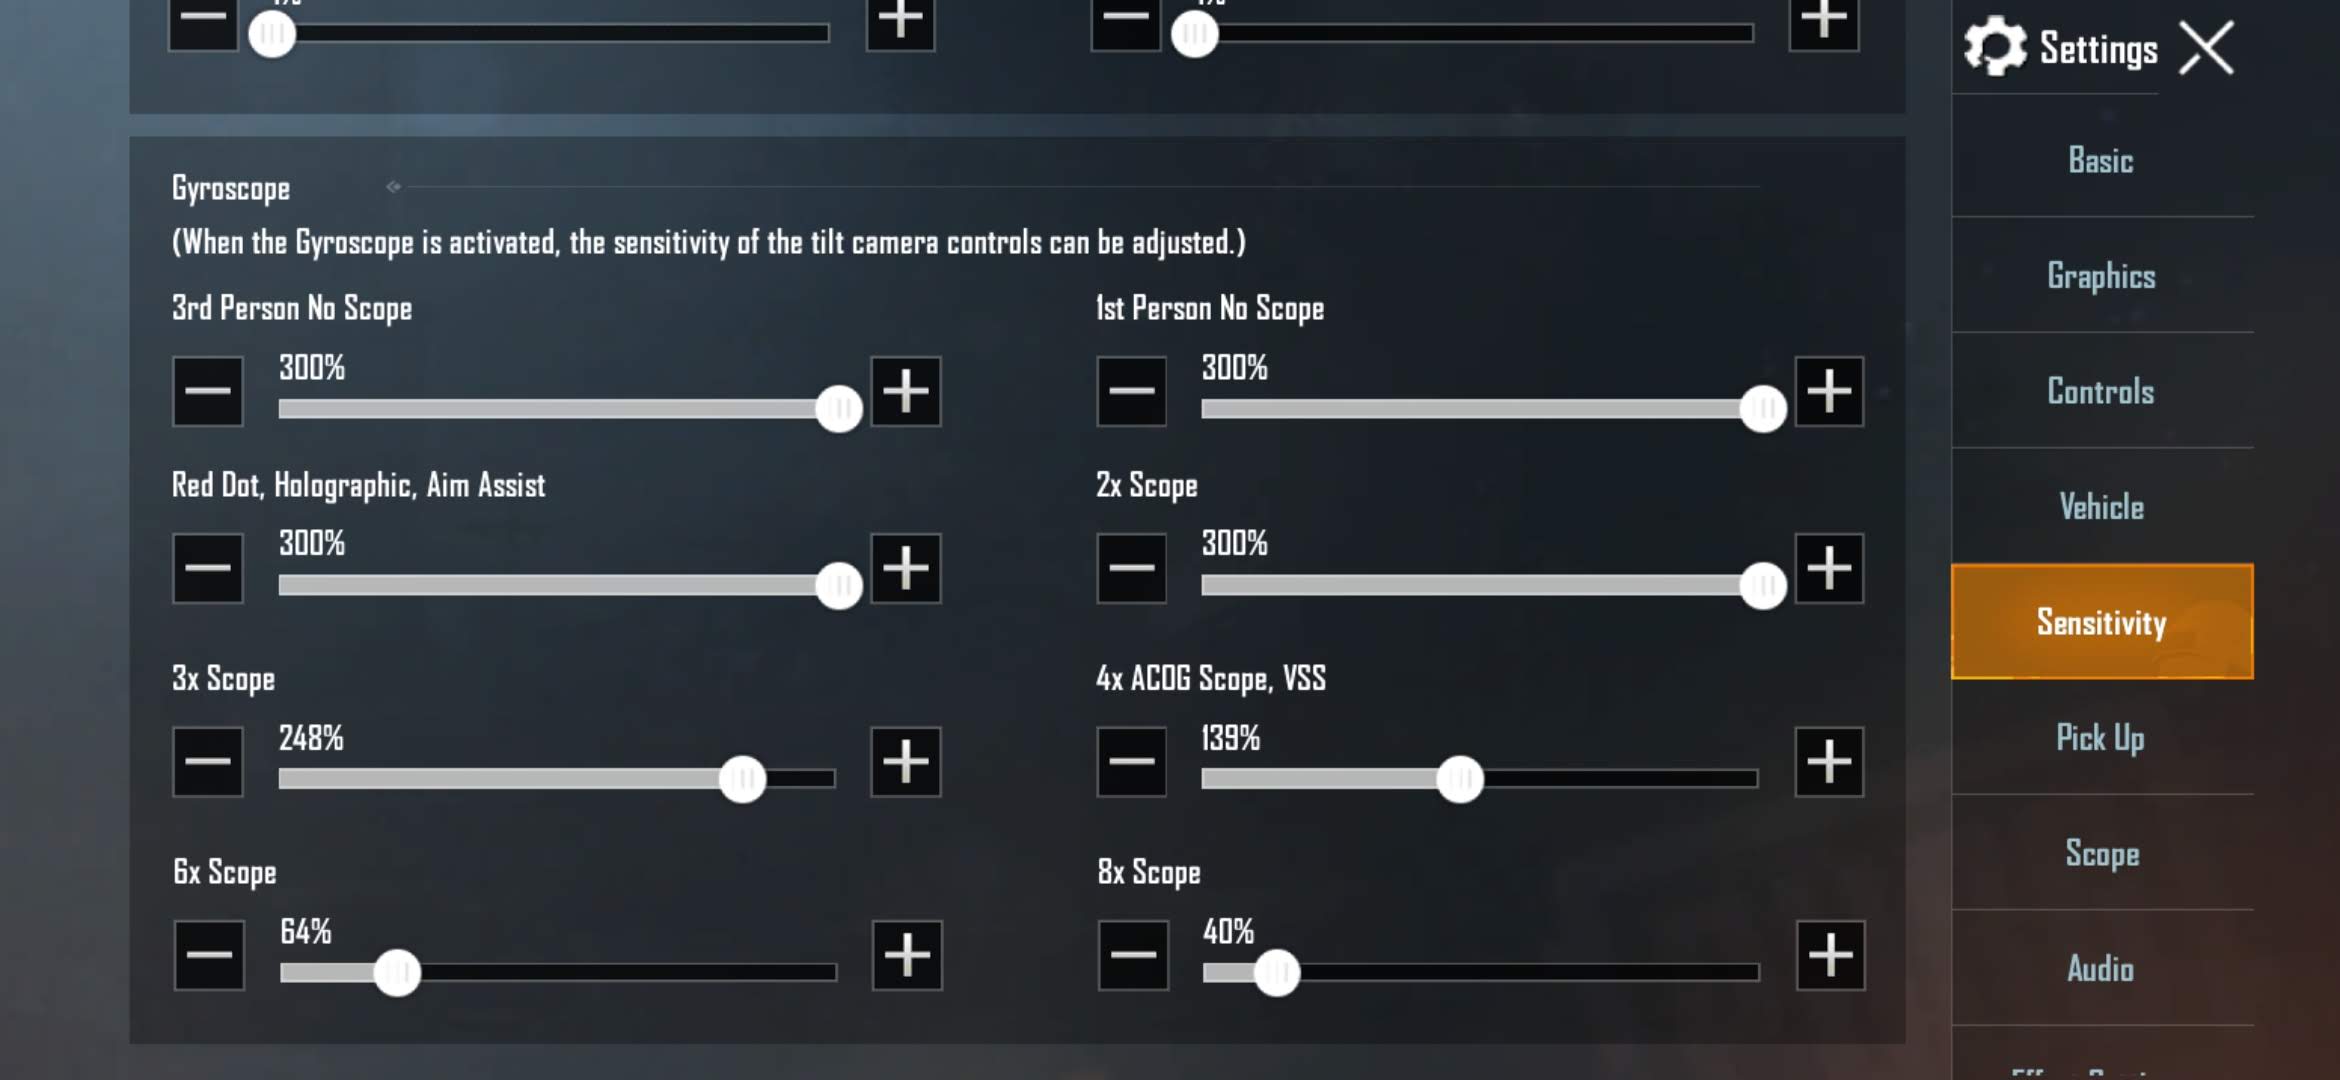 Settings
Basic
Gyroscope
(When the Gyroscope is activated, the sensitivity of the tilt camera controls can be adjusted.)
Graphics
3rd Person No Scope
1st Person No Scope
300%
300%
Controls
Red Dot, Holographic, Aim Assist
2x Scope
Vehicle
300%
300%
Sensitivity
3x Scope
4x ACOG Scope, VSS
248%
139%
Pick Up
6x Scope
8x Scope
Scope
64%
40%
Audio